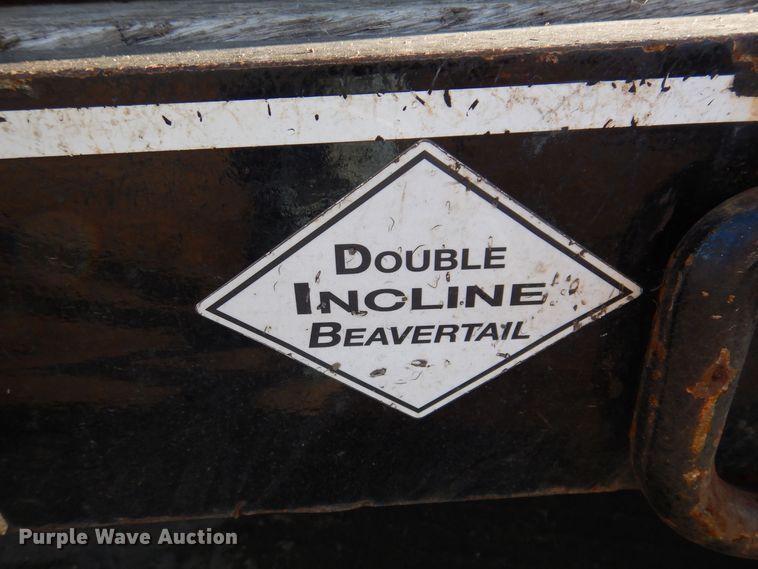 DOUBLE
INCLINE
BEAVERTAIL
Purple Wave Auction